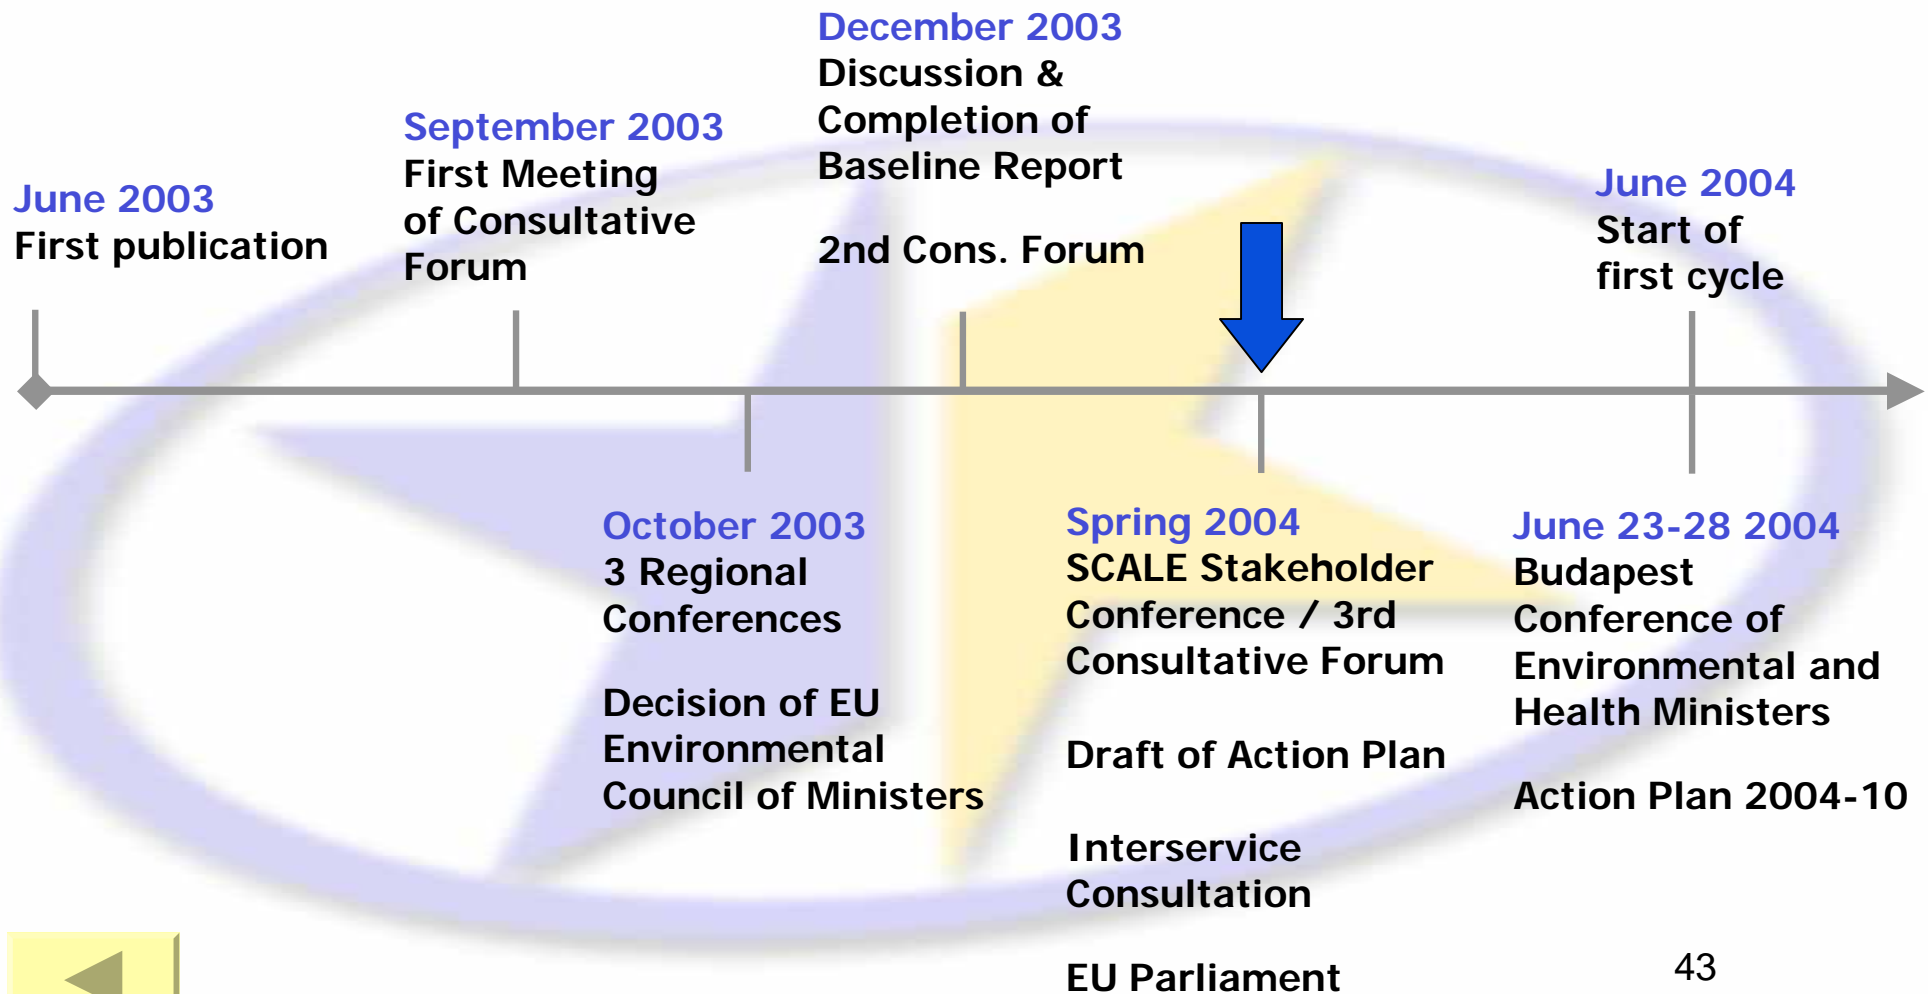 June 2003
First publication
September 2003
First Meeting
of Consultative
Forum
December 2003
Discussion &
Completion of
Baseline Report
2nd Cons. Forum
June 2004
Start of
first cycle
October 2003
3 Regional
Conferences
Decision of EU
Environmental
Council of Ministers
Spring 2004
SCALE Stakeholder
Conference / 3rd
Consultative Forum
Draft of Action Plan
Interservice
Consultation
EU Parliament
June 23-28 2004
Budapest
Conference of
Environmental and
Health Ministers
Action Plan 2004-10
43